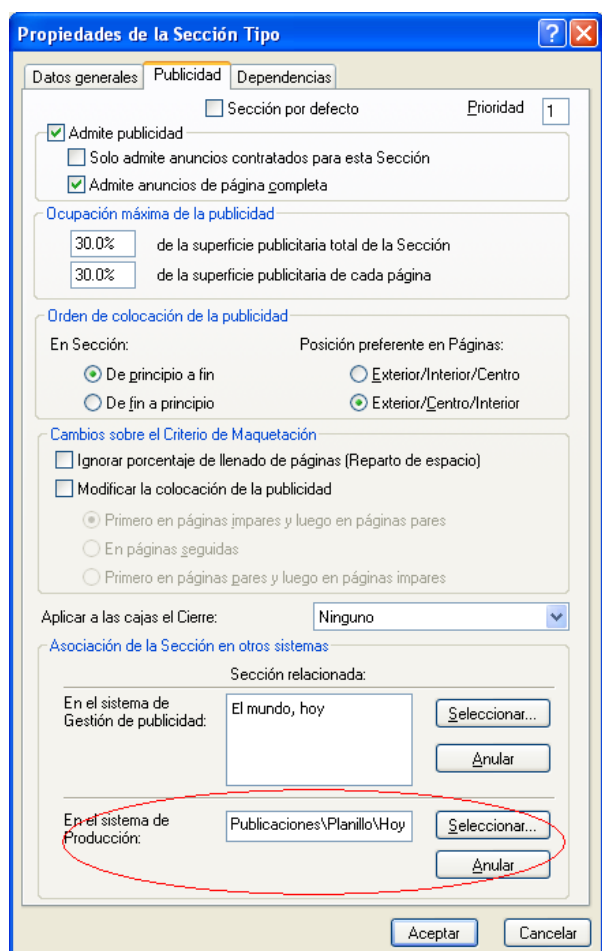 Propiedades de la Sección Tipo
Datos generales Publicidad Dependencias
Sección por defecto Prioridad 1
Admite publicidad
Solo admite anuncios contratados para esta Sección
Admite anuncios de página completa
Ocupación máxima de la publicidad
30.0% de la superficie publicitaria total de la Sección
30.0% de la superficie publicitaria de cada página
Orden de colocación de la publicidad
En Sección: Posición preferente en Páginas:
De principio a fin Exterior/Interior/Centro
De fin a principio Exterior/Centro/Interior
Cambios sobre el Criterio de Maquetación
Ignorar porcentaje de llenado de páginas (Reparto de espacio)
Modificar la colocación de la publicidad
Primero en páginas impares y luego en páginas pares
En páginas seguidas
Primero en páginas pares y luego en páginas impares
Aplicar a las cajas el Cierre: Ninguno
Asociación de la Sección en otros sistemas
Sección relacionada:
En el sistema de El mundo, hoy Seleccionar...
Gestión de publicidad:
Anular
En el sistema de Publicaciones\Planillo\Hoy Seleccionar...
Producción:
Anular
Aceptar Cancelar